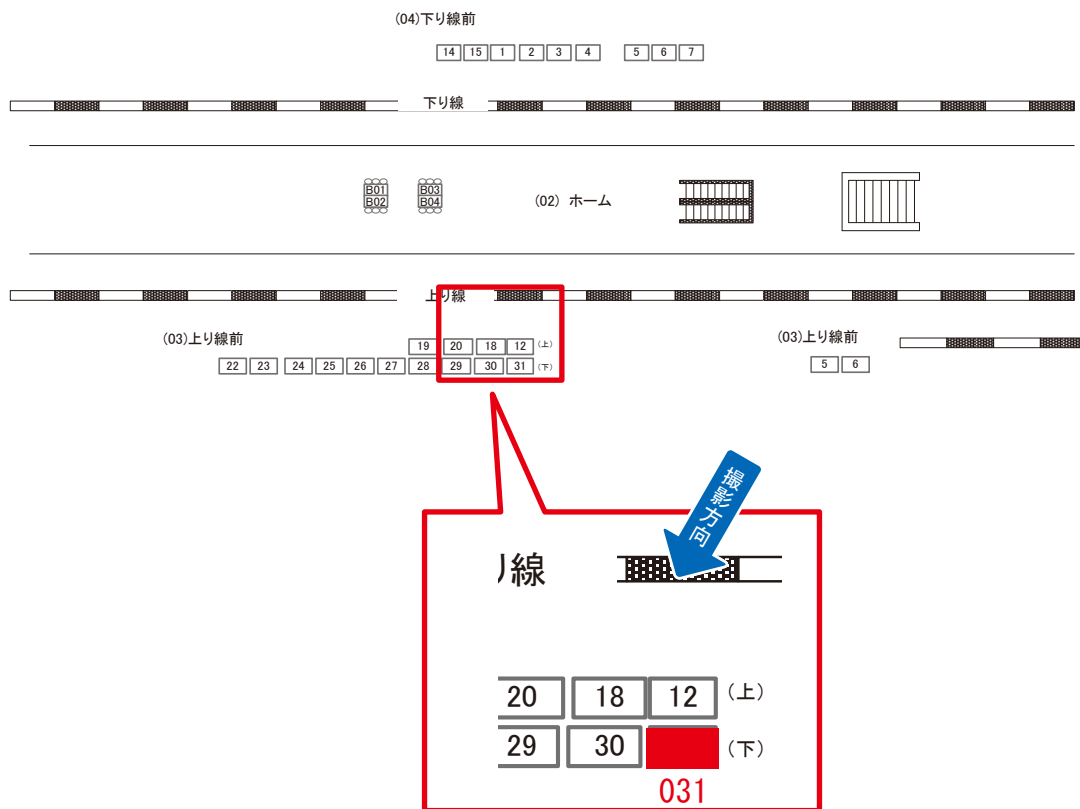 (04)下り線前
14 15 1 2 3 4 5 6 7
下り線
B01 B03
B02 B04
(02) ホーム
上り線
(03)上り線前
19 20 18 12 (上)
22 23 24 25 26 27 28 29 30 31 (下)
(03)上り線前
5 6
撮影方向
り線
20 18 12 (上)
29 30 (下)
031